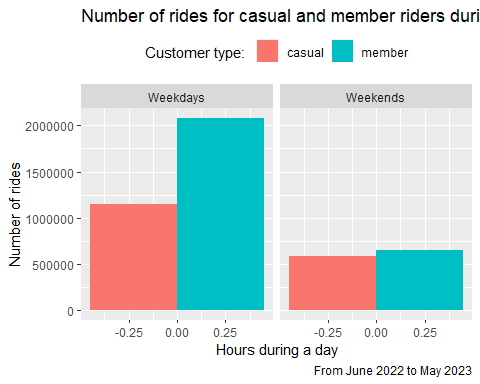 Number of rides for casual and member riders duri
Customer type: casual member
Weekdays Weekends
2000000
1500000
1000000
500000
0
Number of rides
-0.25 0.00 0.25 -0.25 0.00 0.25
Hours during a day
From June 2022 to May 2023